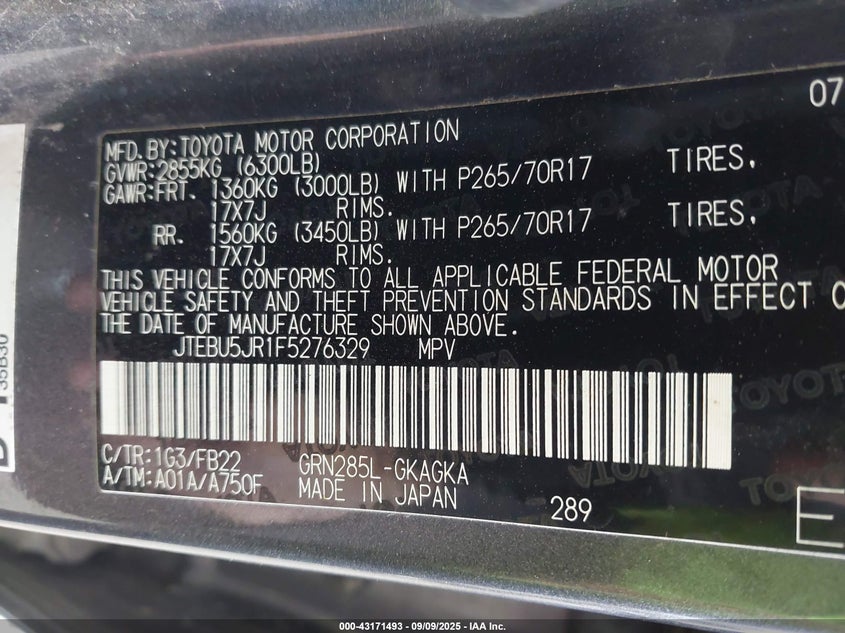 07
MFD. BY:TOYOTA MOTOR CORPORATION
GVWR:2855KG (6300LB)
GAWR:FRT. 1360KG (3000LB) WITH P265/70R17 TIRES,
17X7J RIMS.
RR. 1560KG (3450LB) WITH P265/70R17 TIRES,
17X7J RIMS.
THIS VEHICLE CONFORMS TO ALL APPLICABLE FEDERAL MOTOR
VEHICLE SAFETY AND THEFT PREVENTION STANDARDS IN EFFECT O
THE DATE OF MANUFACTURE SHOWN ABOVE.
JTEBU5JR1F5276329 MPV
C/TR:1G3/FB22 GRN285L-GKAGKA
A/TM:A01A/A750F MADE IN JAPAN
289
E
35B30
TOYOTA
000-43171493 - 09/09/2025 - IAA Inc.